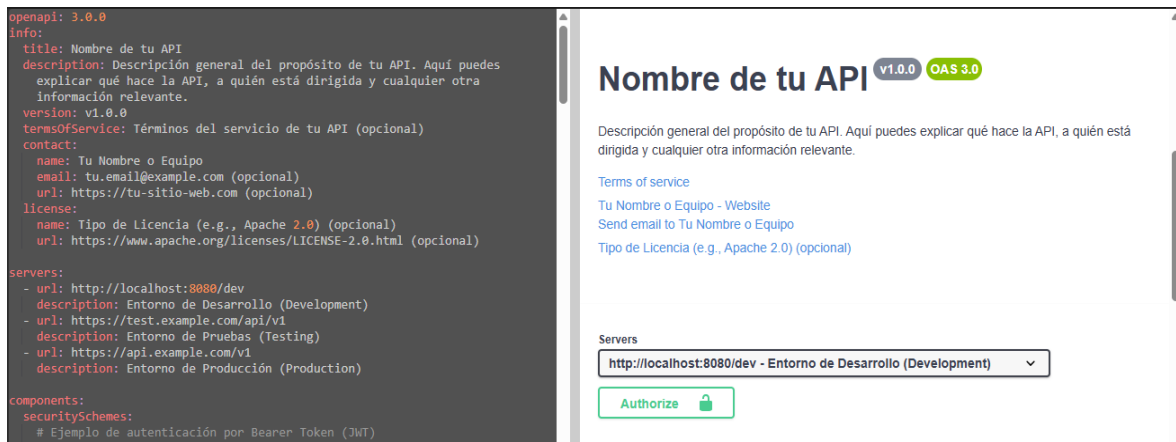 openapi: 3.0.0
info:
  title: Nombre de tu API
  description: Descripción general del propósito de tu API. Aquí puedes
    explicar qué hace la API, a quién está dirigida y cualquier otra
    información relevante.
  version: v1.0.0
  termsOfService: Términos del servicio de tu API (opcional)
  contact:
    name: Tu Nombre o Equipo
    email: tu.email@example.com (opcional)
    url: https://tu-sitio-web.com (opcional)
  license:
    name: Tipo de Licencia (e.g., Apache 2.0) (opcional)
    url: https://www.apache.org/licenses/LICENSE-2.0.html (opcional)
servers:
  - url: http://localhost:8080/dev
    description: Entorno de Desarrollo (Development)
  - url: https://test.example.com/api/v1
    description: Entorno de Pruebas (Testing)
  - url: https://api.example.com/v1
    description: Entorno de Producción (Production)
components:
  securitySchemes:
    # Ejemplo de autenticación por Bearer Token (JWT)
Nombre de tu API v1.0.0 OAS 3.0
Descripción general del propósito de tu API. Aquí puedes explicar qué hace la API, a quién está
dirigida y cualquier otra información relevante.
Terms of service
Tu Nombre o Equipo - Website
Send email to Tu Nombre o Equipo
Tipo de Licencia (e.g., Apache 2.0) (opcional)
Servers
http://localhost:8080/dev - Entorno de Desarrollo (Development)
Authorize